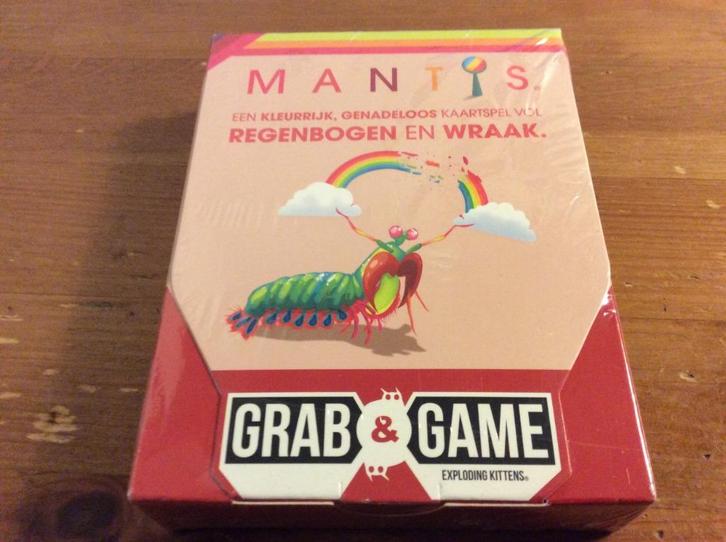 MANTIS.
EEN KLEURRIJK, GENADELOOS KAARTSPEL VOL
REGENBOGEN EN WRAAK.
GRAB & GAME
EXPLODING KITTENS®